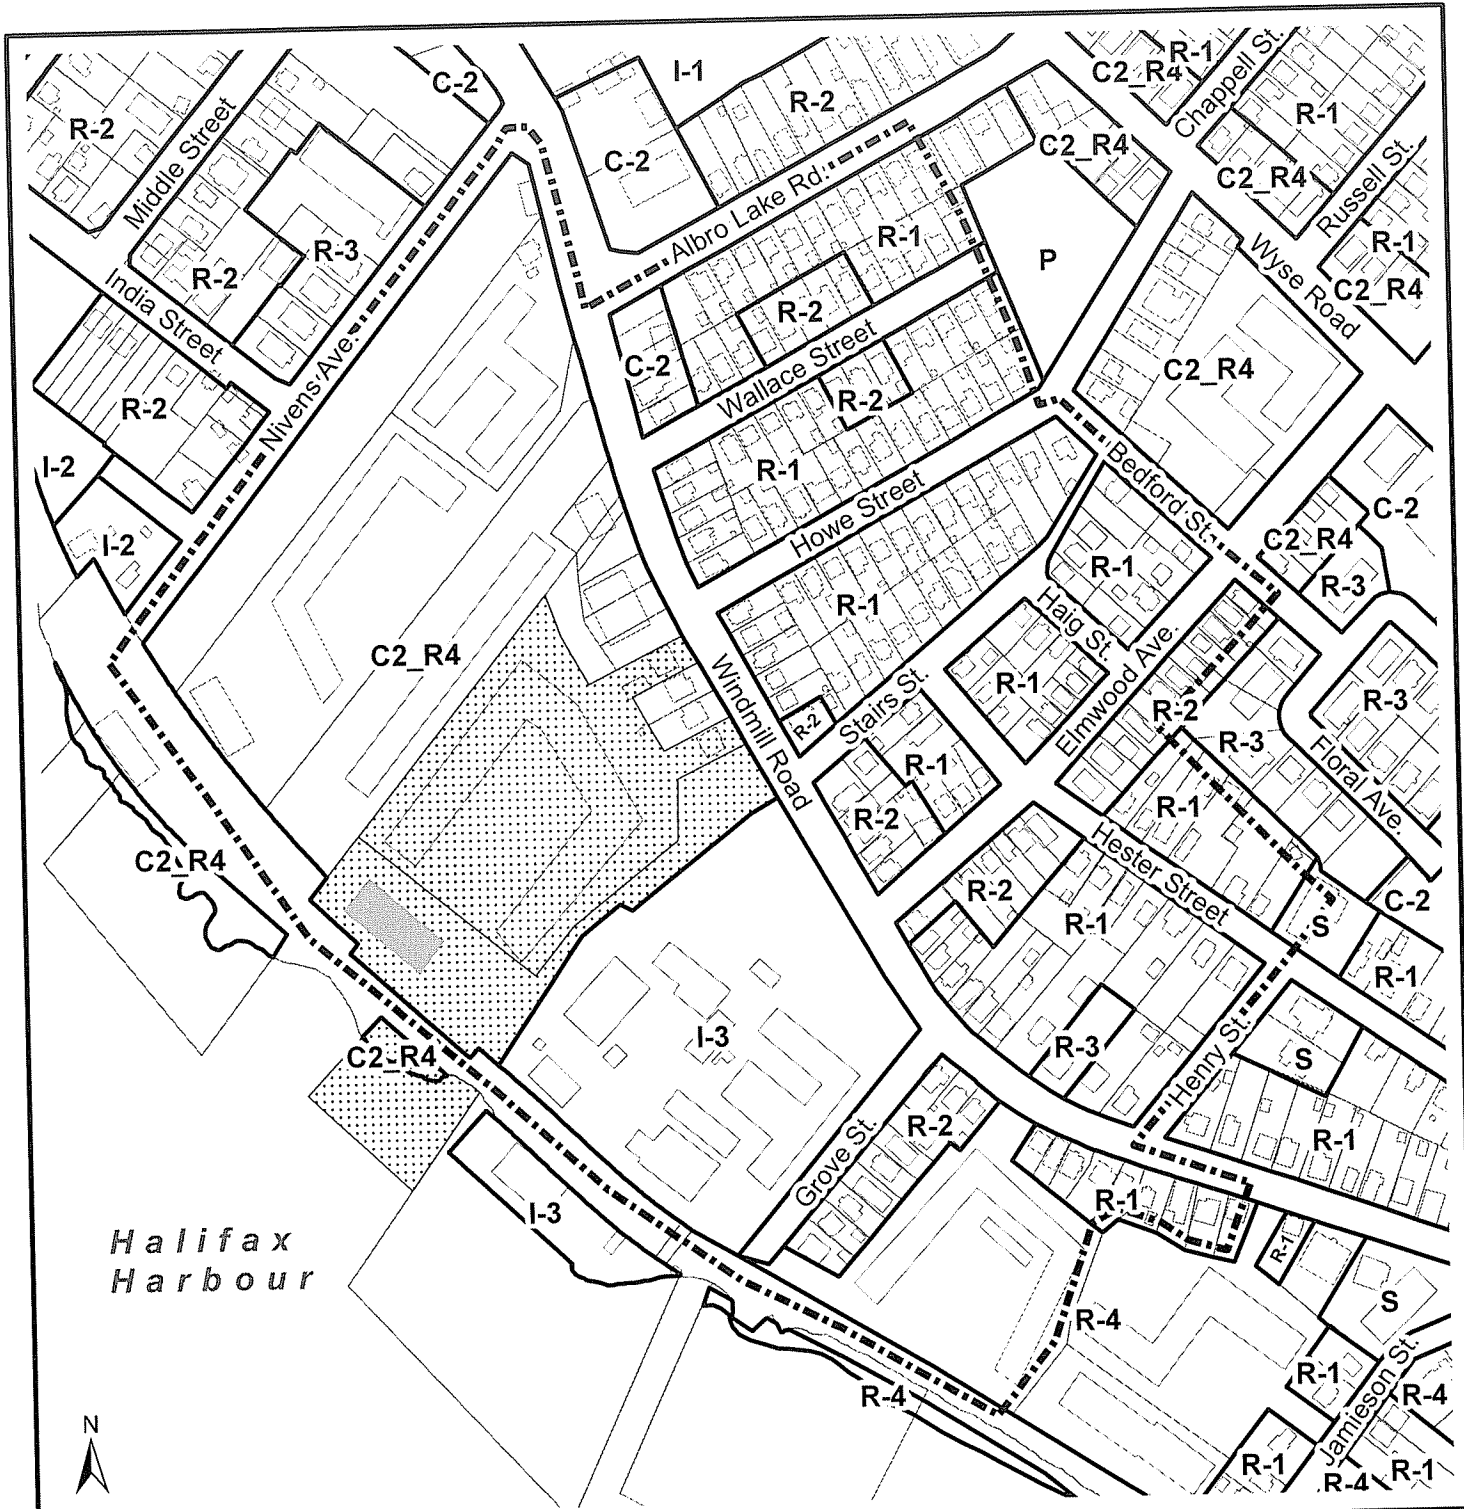 C-2
I-1
R-2
C2_R4
R-1
Chappell St.
R-2
R-1
Middle Street
C-2
C2_R4
C2_R4
Russell St.
Albro Lake Rd.
R-1
R-3
R-2
P
R-1
Wyse Road
C2_R4
India Street
R-2
C-2
Wallace Street
C2_R4
R-2
R-2
Nivens Ave.
Bedford St.
I-2
R-1
Howe Street
C-2
I-2
C2_R4
R-1
R-3
R-1
Haig St.
C2_R4
Windmill Road
R-1
Elmwood Ave.
R-2
R-3
R-3
R-2
Stairs St.
Floral Ave.
R-1
R-1
R-2
C2_R4
Hester Street
R-2
R-1
C-2
S
R-1
I-3
R-3
Henry St.
S
C2_R4
R-2
R-1
Grove St.
R-1
I-3
Halifax
Harbour
R-1
S
R-4
R-1
Jamieson St.
R-4
R-4
N
R-1
R-4
R-1